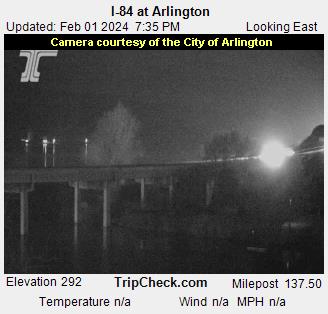 I-84 at Arlington
Updated: Feb 01 2024 7:35 PM Looking East
Camera courtesy of the City of Arlington
Elevation 292 TripCheck.com Milepost 137.50
Temperature n/a Wind n/a MPH n/a